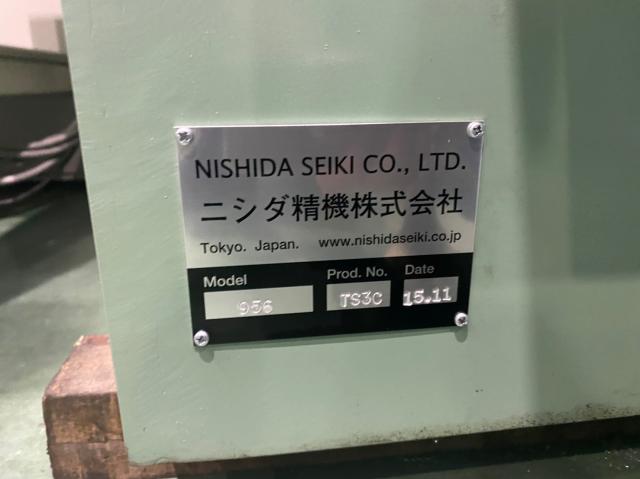 NISHIDA SEIKI CO., LTD.
ニシダ精機株式会社
Tokyo. Japan. www.nishidaseiki.co.jp
Model Prod. No. Date
956 TS3C 15.11